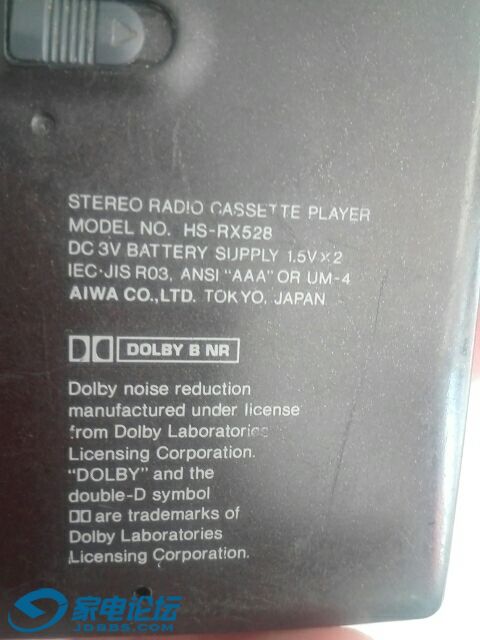 STEREO RADIO CASSETTE PLAYER
MODEL NO. HS-RX528
DC 3V BATTERY SUPPLY 1.5V×2
IEC·JIS R03, ANSI "AAA" OR UM-4
AIWA CO.,LTD. TOKYO, JAPAN
DOLBY B NR
Dolby noise reduction
manufactured under license
from Dolby Laboratories
Licensing Corporation.
"DOLBY" and the
double-D symbol
are trademarks of
Dolby Laboratories
Licensing Corporation.
家电论坛
JDBBS.COM